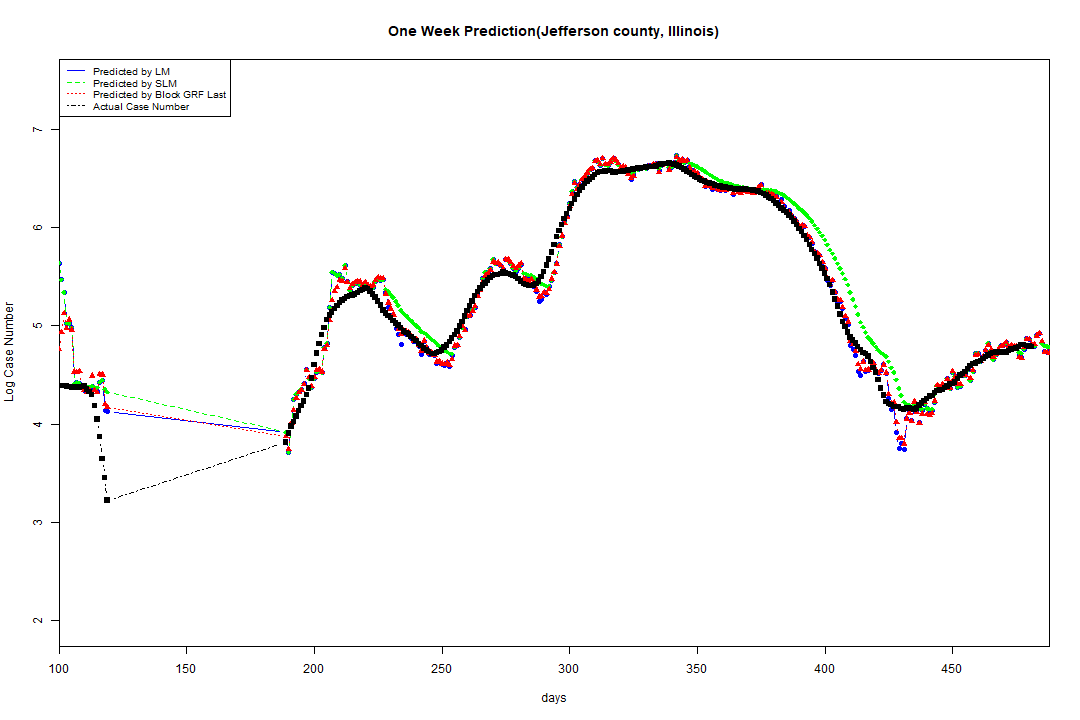 One Week Prediction(Jefferson county, Illinois)
Predicted by LM
Predicted by SLM
Predicted by Block GRF Last
Actual Case Number
7
6
5
4
3
2
Log Case Number
100 150 200 250 300 350 400 450
days